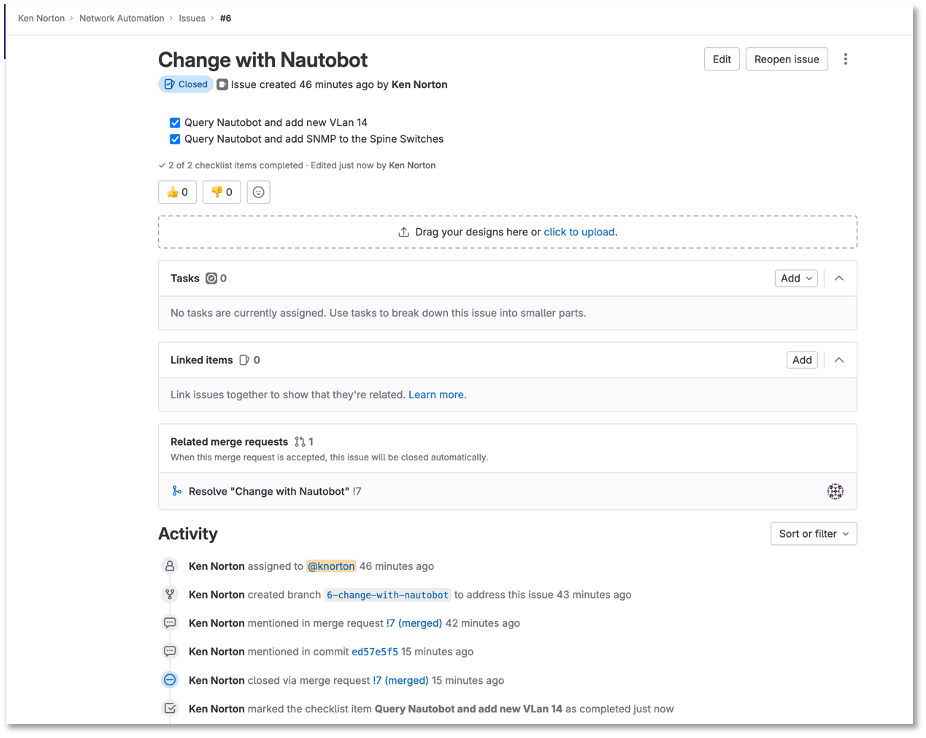 Ken Norton > Network Automation > Issues > #6
Change with Nautobot
Edit
Reopen issue
Closed Issue created 46 minutes ago by Ken Norton
Query Nautobot and add new VLan 14
Query Nautobot and add SNMP to the Spine Switches
2 of 2 checklist items completed · Edited just now by Ken Norton
0 0
Drag your designs here or click to upload.
Tasks 0 Add
No tasks are currently assigned. Use tasks to break down this issue into smaller parts.
Linked items 0 Add
Link issues together to show that they're related. Learn more.
Related merge requests 1
When this merge request is accepted, this issue will be closed automatically.
Resolve "Change with Nautobot" !7
Activity
Sort or filter
Ken Norton assigned to @knorton 46 minutes ago
Ken Norton created branch 6-change-with-nautobot to address this issue 43 minutes ago
Ken Norton mentioned in merge request !7 (merged) 42 minutes ago
Ken Norton mentioned in commit ed57e5f5 15 minutes ago
Ken Norton closed via merge request !7 (merged) 15 minutes ago
Ken Norton marked the checklist item Query Nautobot and add new VLan 14 as completed just now